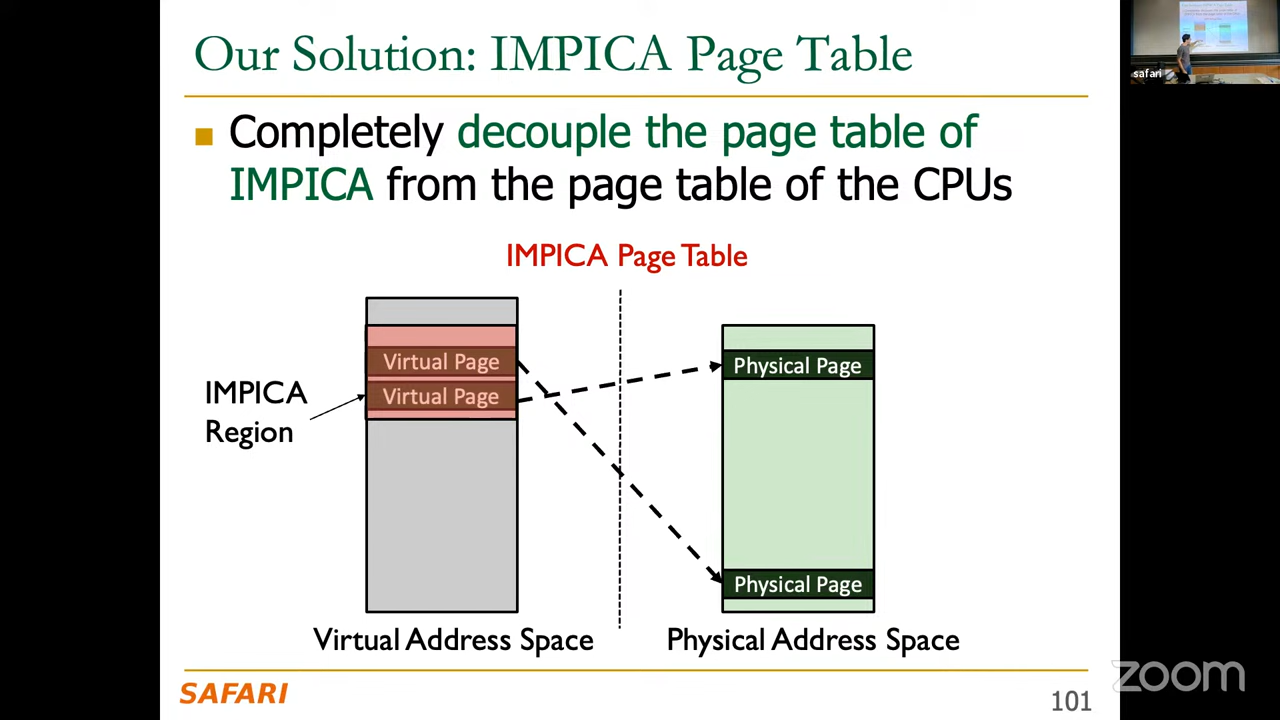 Our Solution: IMPICA Page Table
safari
Completely decouple the page table of
IMPICA from the page table of the CPUs
IMPICA Page Table
Virtual Page
Physical Page
Virtual Page
IMPICA
Region
Physical Page
Virtual Address Space
Physical Address Space
SAFARI
101
zoom